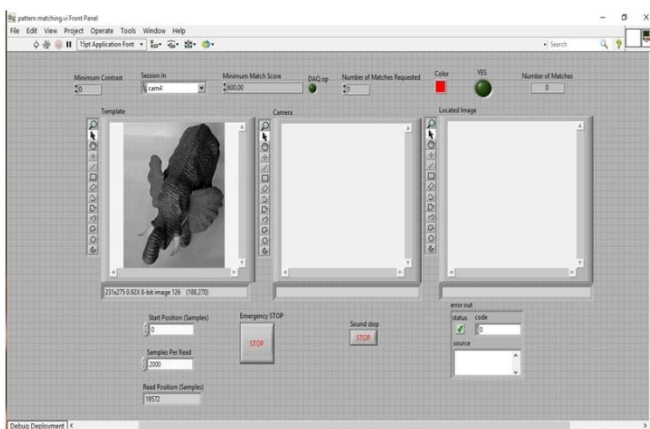 pattern matching.vi Front Panel
File Edit View Project Operate Tools Window Help
15pt Application Font
Search
Minimum Contrast
0
Session In
cam4
Minimum Match Score
600.00
DAQ op
Number of Matches Requested
3
Color
YES
Number of Matches
0
Template
Camera
Located Image
231x275 0.92X 8-bit image 126 (188,270)
Start Position (Samples)
0
Samples Per Read
2000
Read Position (Samples)
19572
Emergency STOP
STOP
Sound stop
STOP
error out
status code
0
source
Debug Deployment